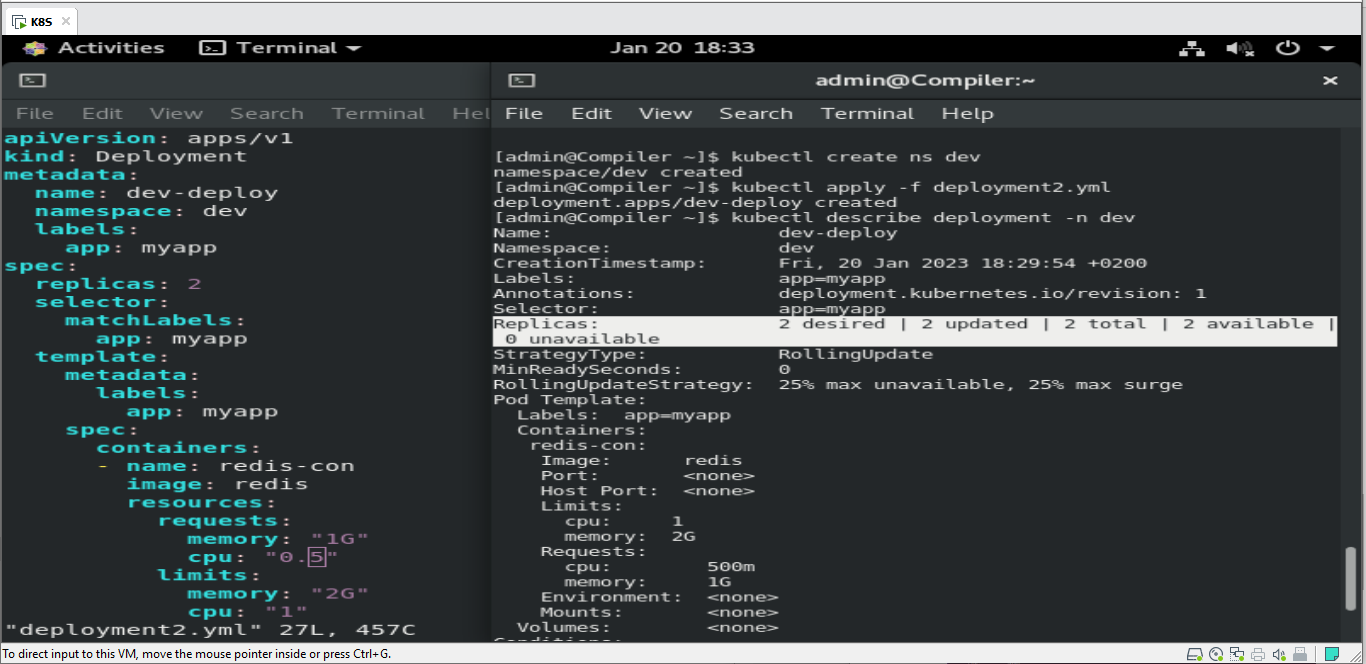 K8S
Activities
Terminal
Jan 20 18:33
File Edit View Search Terminal Hel
apiVersion: apps/v1
kind: Deployment
metadata:
  name: dev-deploy
  namespace: dev
  labels:
    app: myapp
spec:
  replicas: 2
  selector:
    matchLabels:
      app: myapp
  template:
    metadata:
      labels:
        app: myapp
    spec:
      containers:
      - name: redis-con
        image: redis
        resources:
          requests:
            memory: "1G"
            cpu: "0.5"
          limits:
            memory: "2G"
            cpu: "1"
"deployment2.yml" 27L, 457C
admin@Compiler:~
File Edit View Search Terminal Help
[admin@Compiler ~]$ kubectl create ns dev
namespace/dev created
[admin@Compiler ~]$ kubectl apply -f deployment2.yml
deployment.apps/dev-deploy created
[admin@Compiler ~]$ kubectl describe deployment -n dev
Name: dev-deploy
Namespace: dev
CreationTimestamp: Fri, 20 Jan 2023 18:29:54 +0200
Labels: app=myapp
Annotations: deployment.kubernetes.io/revision: 1
Selector: app=myapp
Replicas: 2 desired | 2 updated | 2 total | 2 available |
 0 unavailable
StrategyType: RollingUpdate
MinReadySeconds: 0
RollingUpdateStrategy: 25% max unavailable, 25% max surge
Pod Template:
  Labels: app=myapp
  Containers:
   redis-con:
    Image: redis
    Port: <none>
    Host Port: <none>
    Limits:
      cpu: 1
      memory: 2G
    Requests:
      cpu: 500m
      memory: 1G
    Environment: <none>
    Mounts: <none>
  Volumes: <none>
Conditions:
To direct input to this VM, move the mouse pointer inside or press Ctrl+G.